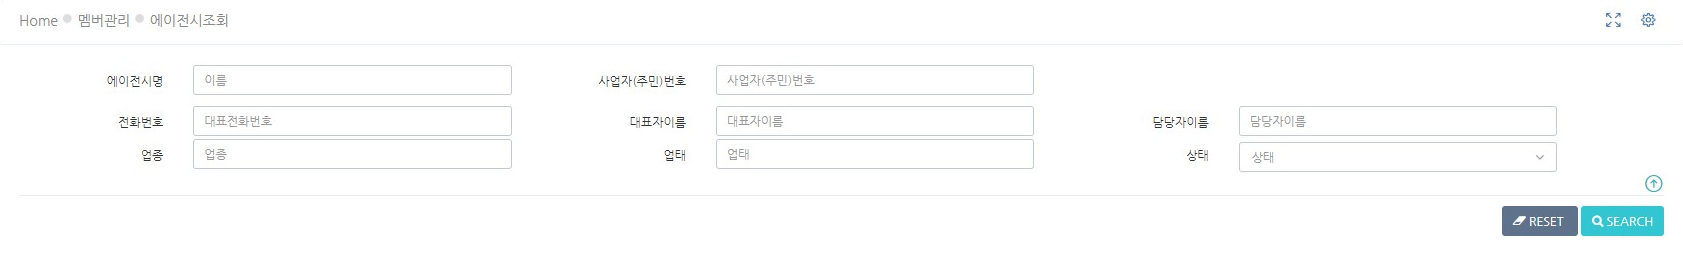 Home 멤버관리 에이전시조회
에이전시명 이름 사업자(주민)번호 사업자(주민)번호
전화번호 대표전화번호 대표자이름 대표자이름 담당자이름 담당자이름
업종 업종 업태 업태 상태 상태
RESET SEARCH